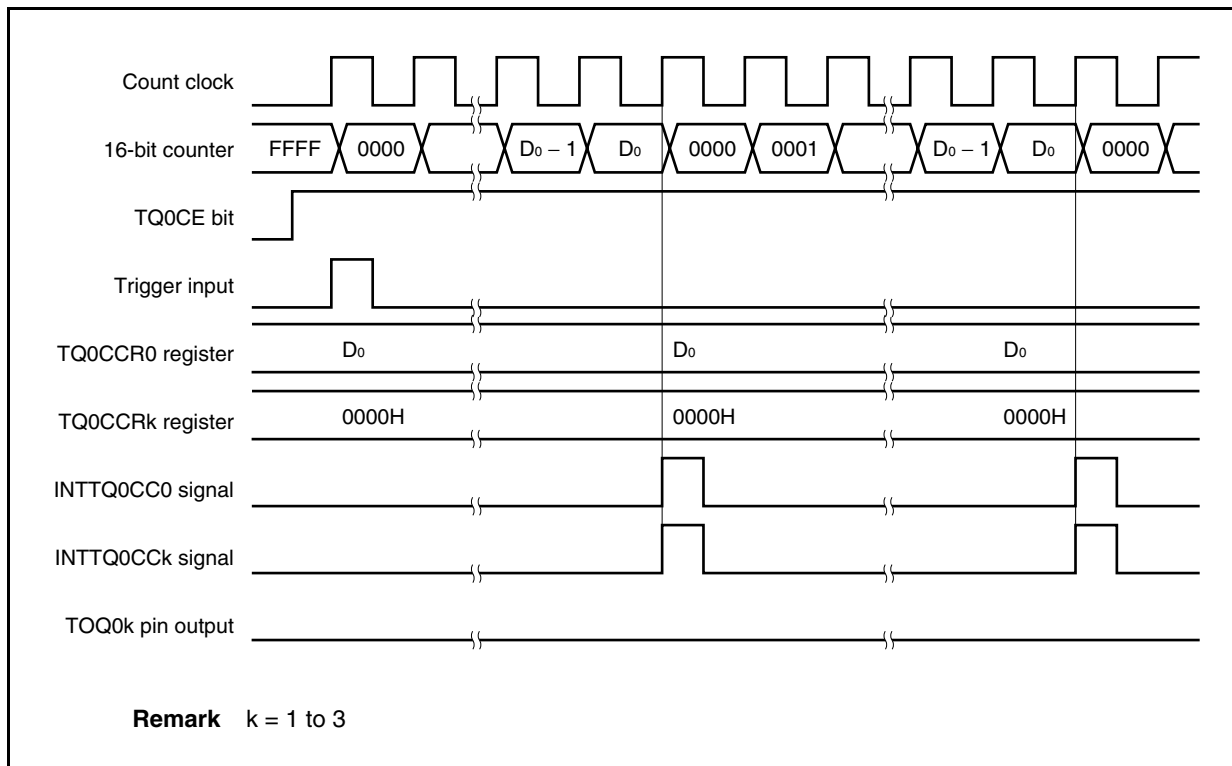 Count clock
16-bit counter FFFF 0000 D₀ − 1 D₀ 0000 0001 D₀ − 1 D₀ 0000
TQ0CE bit
Trigger input
TQ0CCR0 register D₀ D₀ D₀
TQ0CCRk register 0000H 0000H 0000H
INTTQ0CC0 signal
INTTQ0CCk signal
TOQ0k pin output
Remark k = 1 to 3